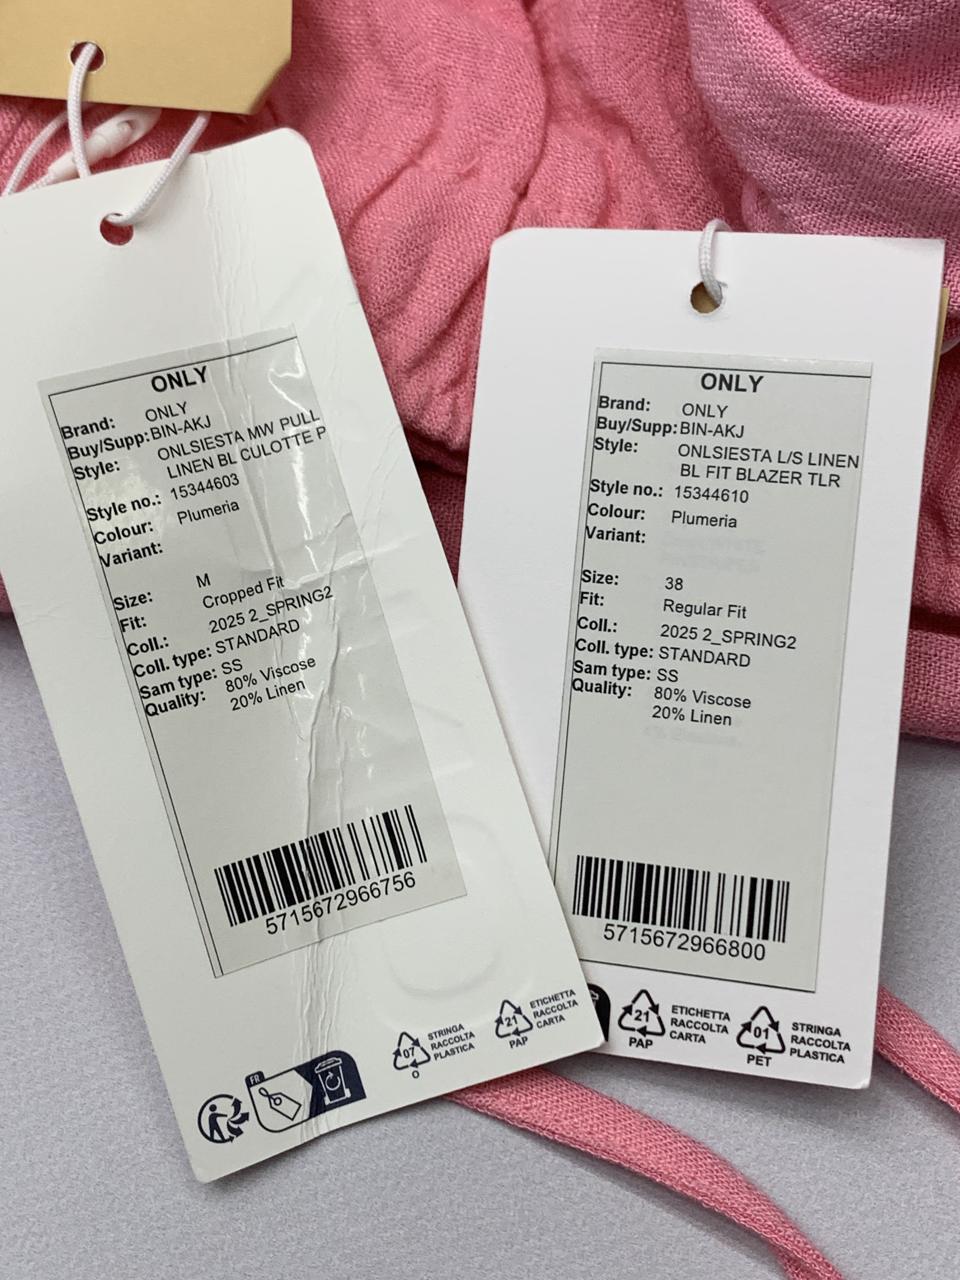 ONLY
Brand: ONLY
Buy/Supp: BIN-AKJ
Style: ONLSIESTA MW PULL
LINEN BL CULOTTE P
Style no.: 15344603
Colour: Plumeria
Variant:
Size: M
Fit: Cropped Fit
Coll.: 2025 2_SPRING2
Coll. type: STANDARD
Sam type: SS
Quality: 80% Viscose
20% Linen
5715672966756
FR
07
O
STRINGA
RACCOLTA
PLASTICA
21
PAP
ETICHETTA
RACCOLTA
CARTA
ONLY
Brand: ONLY
Buy/Supp: BIN-AKJ
Style: ONLSIESTA L/S LINEN
BL FIT BLAZER TLR
Style no.: 15344610
Colour: Plumeria
Variant:
Size: 38
Fit: Regular Fit
Coll.: 2025 2_SPRING2
Coll. type: STANDARD
Sam type: SS
Quality: 80% Viscose
20% Linen
5715672966800
21
PAP
ETICHETTA
RACCOLTA
CARTA
01
PET
STRINGA
RACCOLTA
PLASTICA